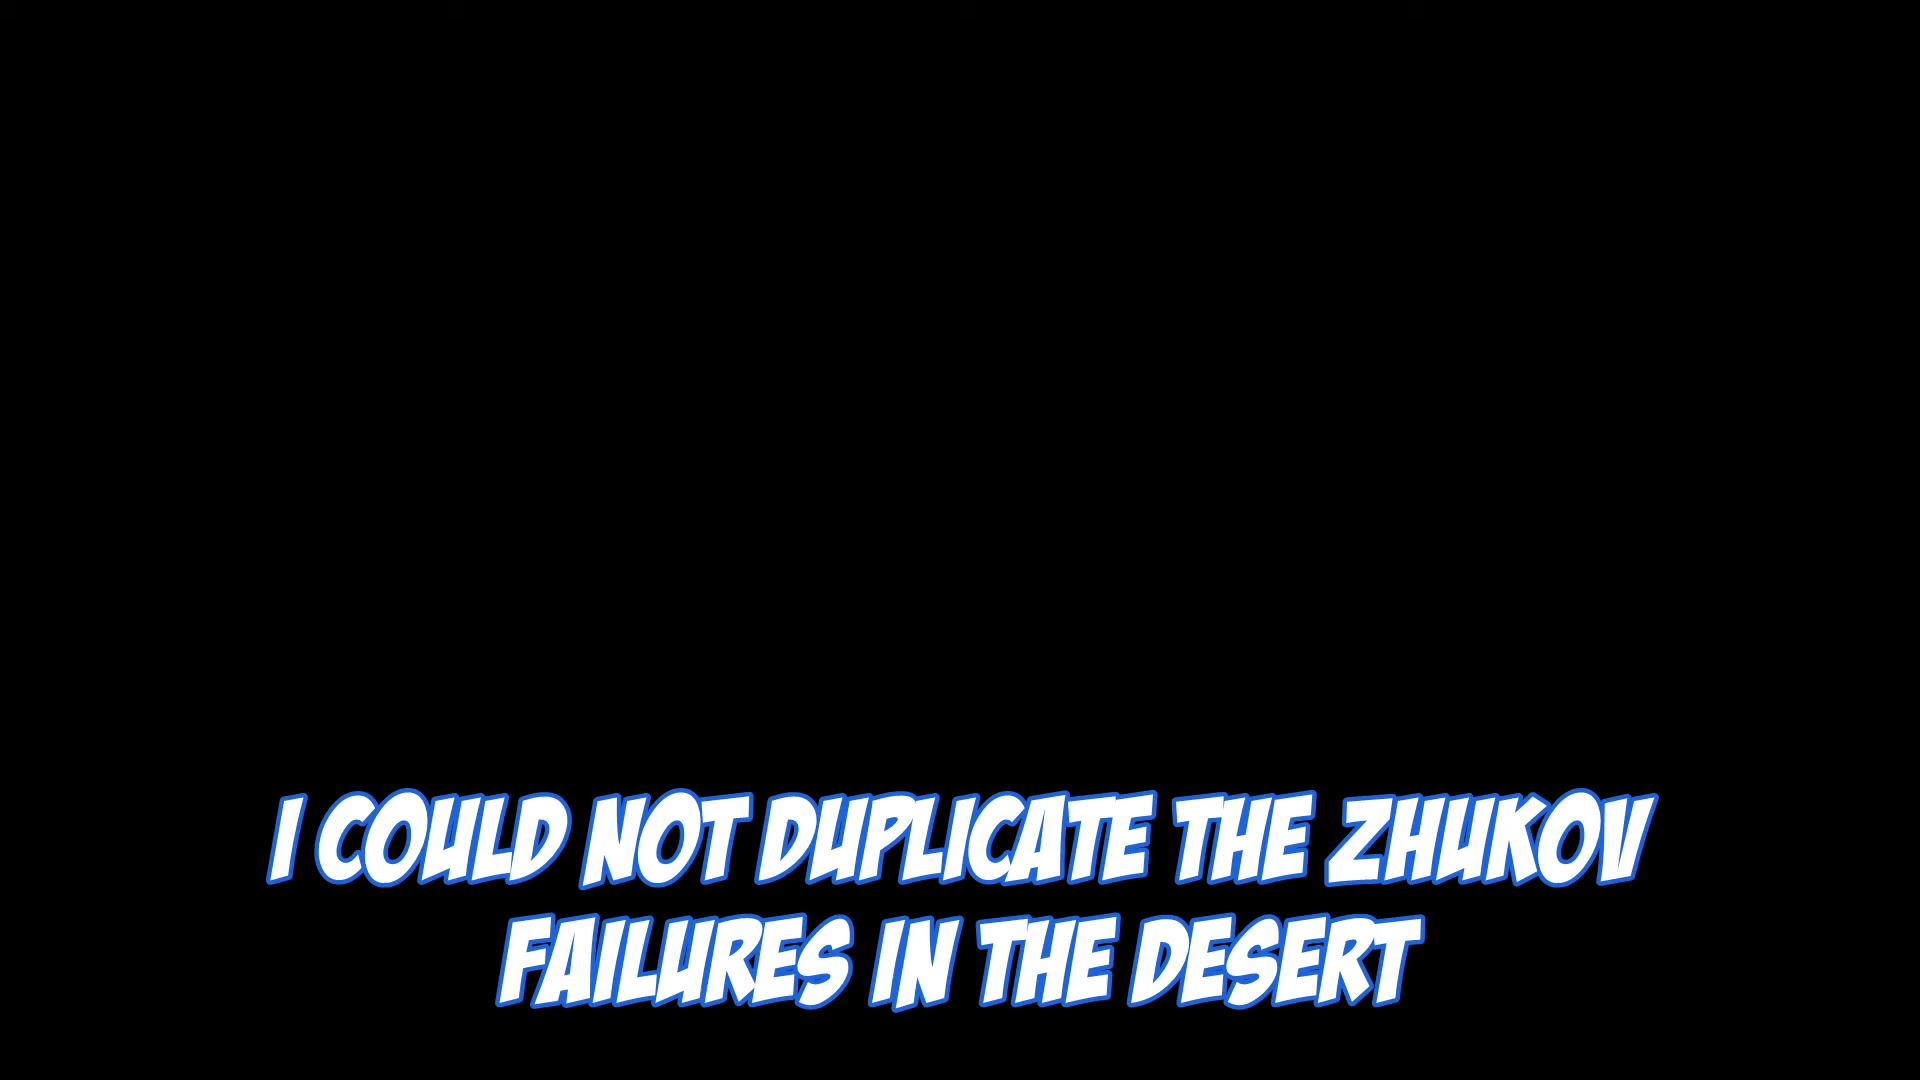 I COULD NOT DUPLICATE THE ZHUKOV
FAILURES IN THE DESERT